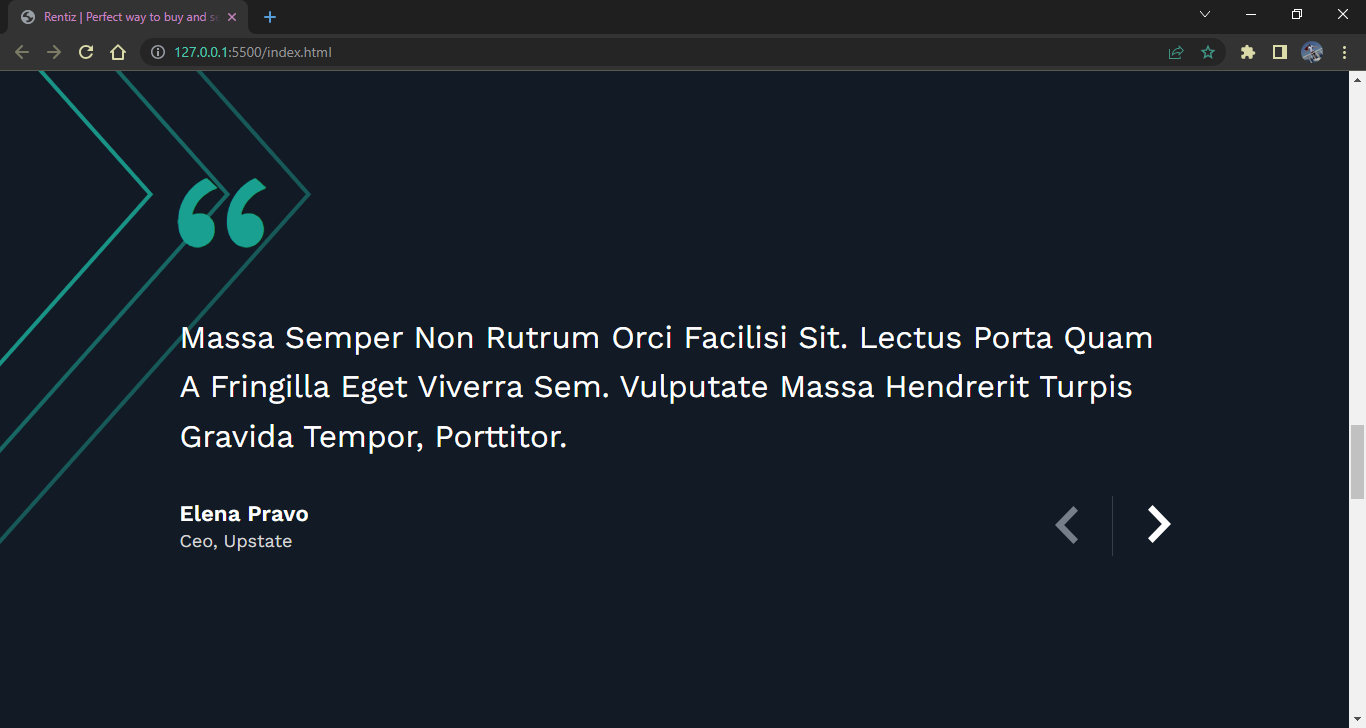 Rentiz | Perfect way to buy and se
127.0.0.1:5500/index.html
Massa Semper Non Rutrum Orci Facilisi Sit. Lectus Porta Quam
A Fringilla Eget Viverra Sem. Vulputate Massa Hendrerit Turpis
Gravida Tempor, Porttitor.
Elena Pravo
Ceo, Upstate